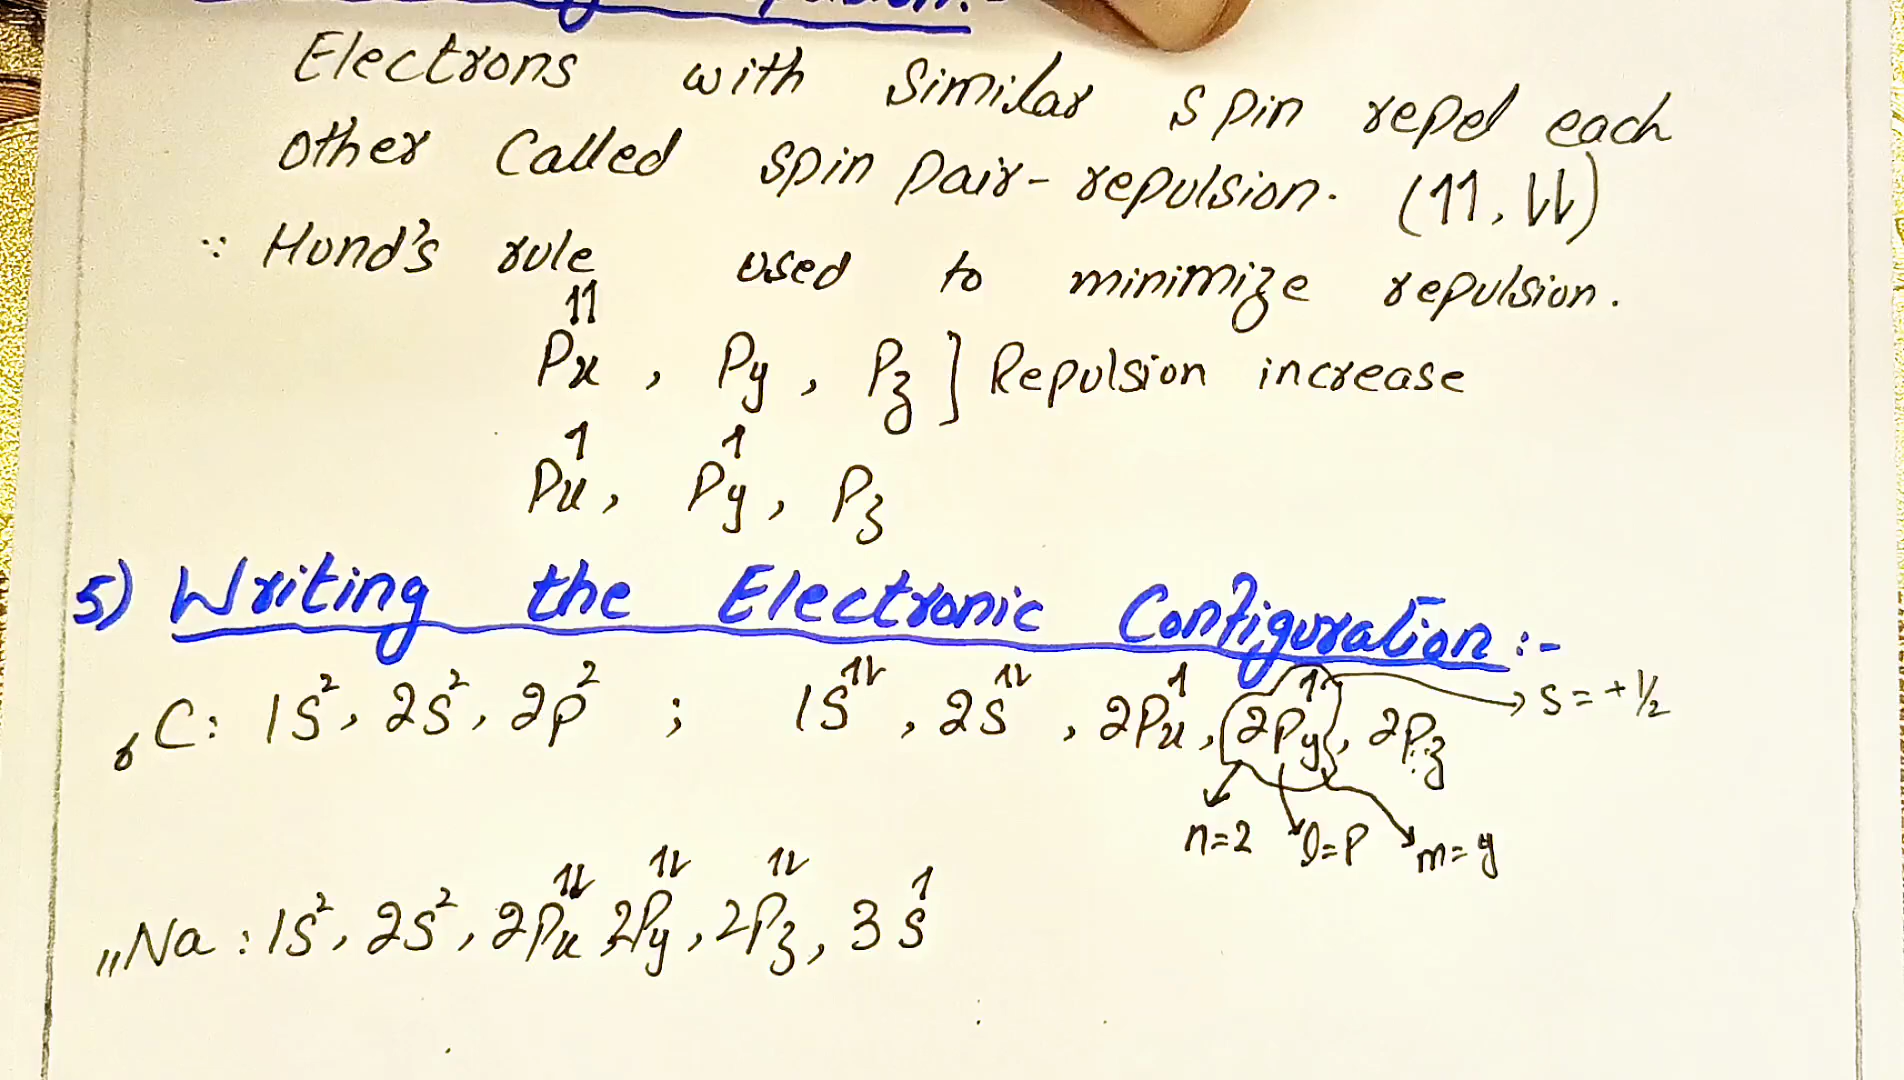 Electrons with similar spin repel each
other Called spin pair-repulsion. (↿↿, ⇂⇂)
∵ Hund's rule used to minimize repulsion.
↿↿
Px , Py , Pz ] Repulsion increase
↿ ↿
Px, Py, Pz
5) Writing the Electronic Configuration:-
₆C: 1s², 2s², 2p² ; 1s↿⇂, 2s↿⇂, 2Px↿, 2Py↿, 2Pz → s = +1/2
n=2 l=P m=y
₁₁Na : 1s², 2s², 2Px↿⇂ 2Py↿⇂, 2Pz↿⇂, 3s↿